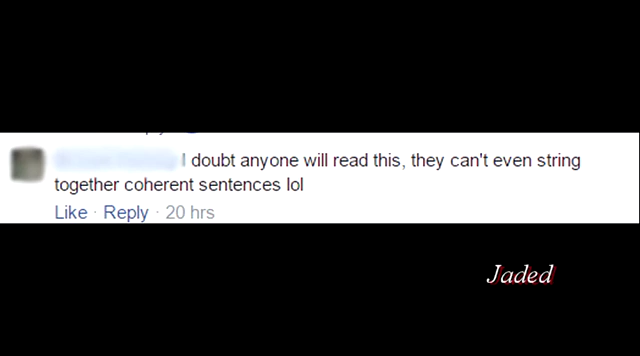 I doubt anyone will read this, they can't even string
together coherent sentences lol
Like · Reply · 20 hrs
Jaded